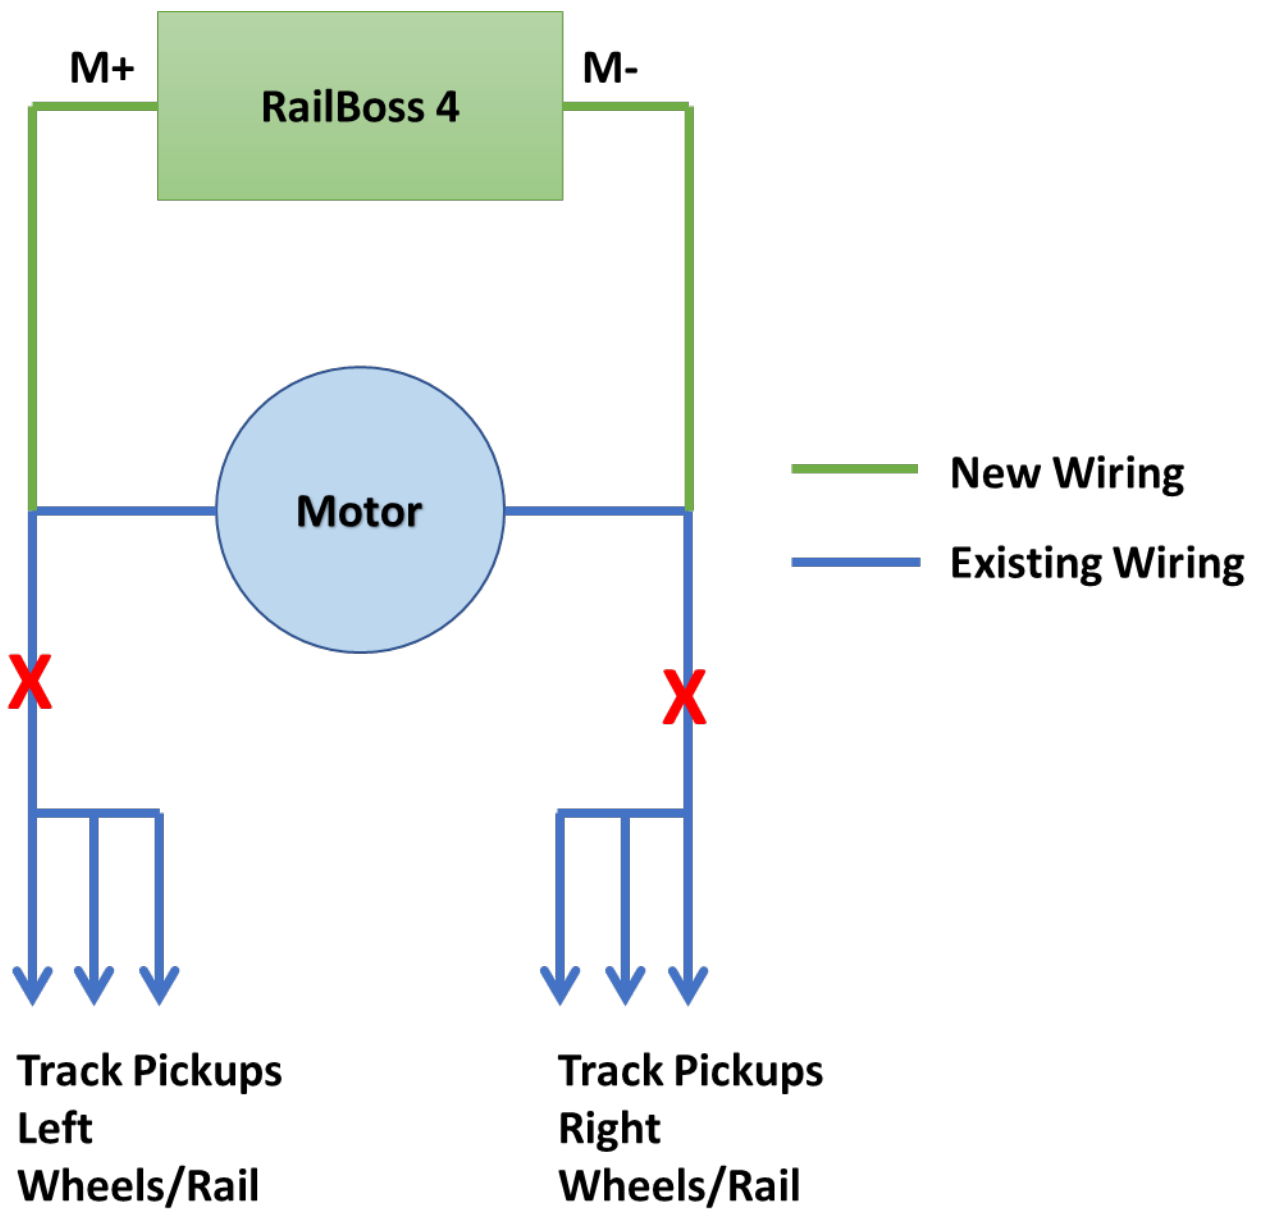 M+
RailBoss 4
M-
Motor
New Wiring
Existing Wiring
X
X
Track Pickups
Left
Wheels/Rail
Track Pickups
Right
Wheels/Rail